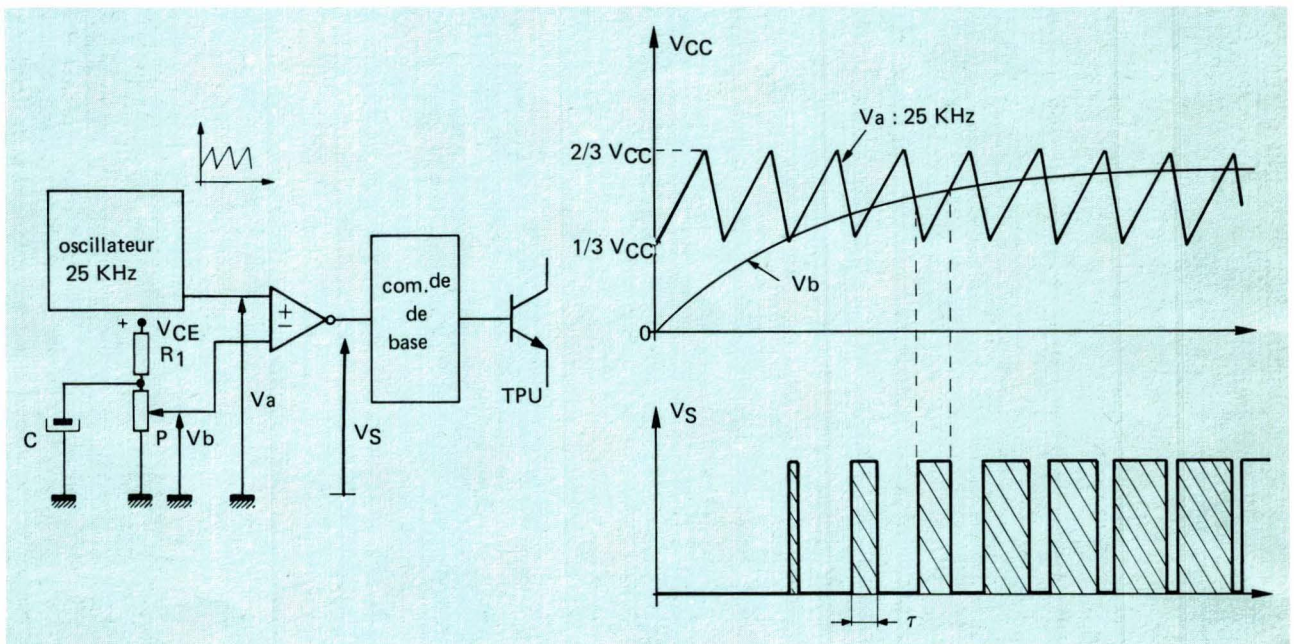 oscillateur
25 KHz
+ VCE
R1
C
P
Vb
Va
+
−
VS
com.de
de
base
TPU
VCC
Va : 25 KHz
2/3 VCC
1/3 VCC
Vb
0
VS
τ